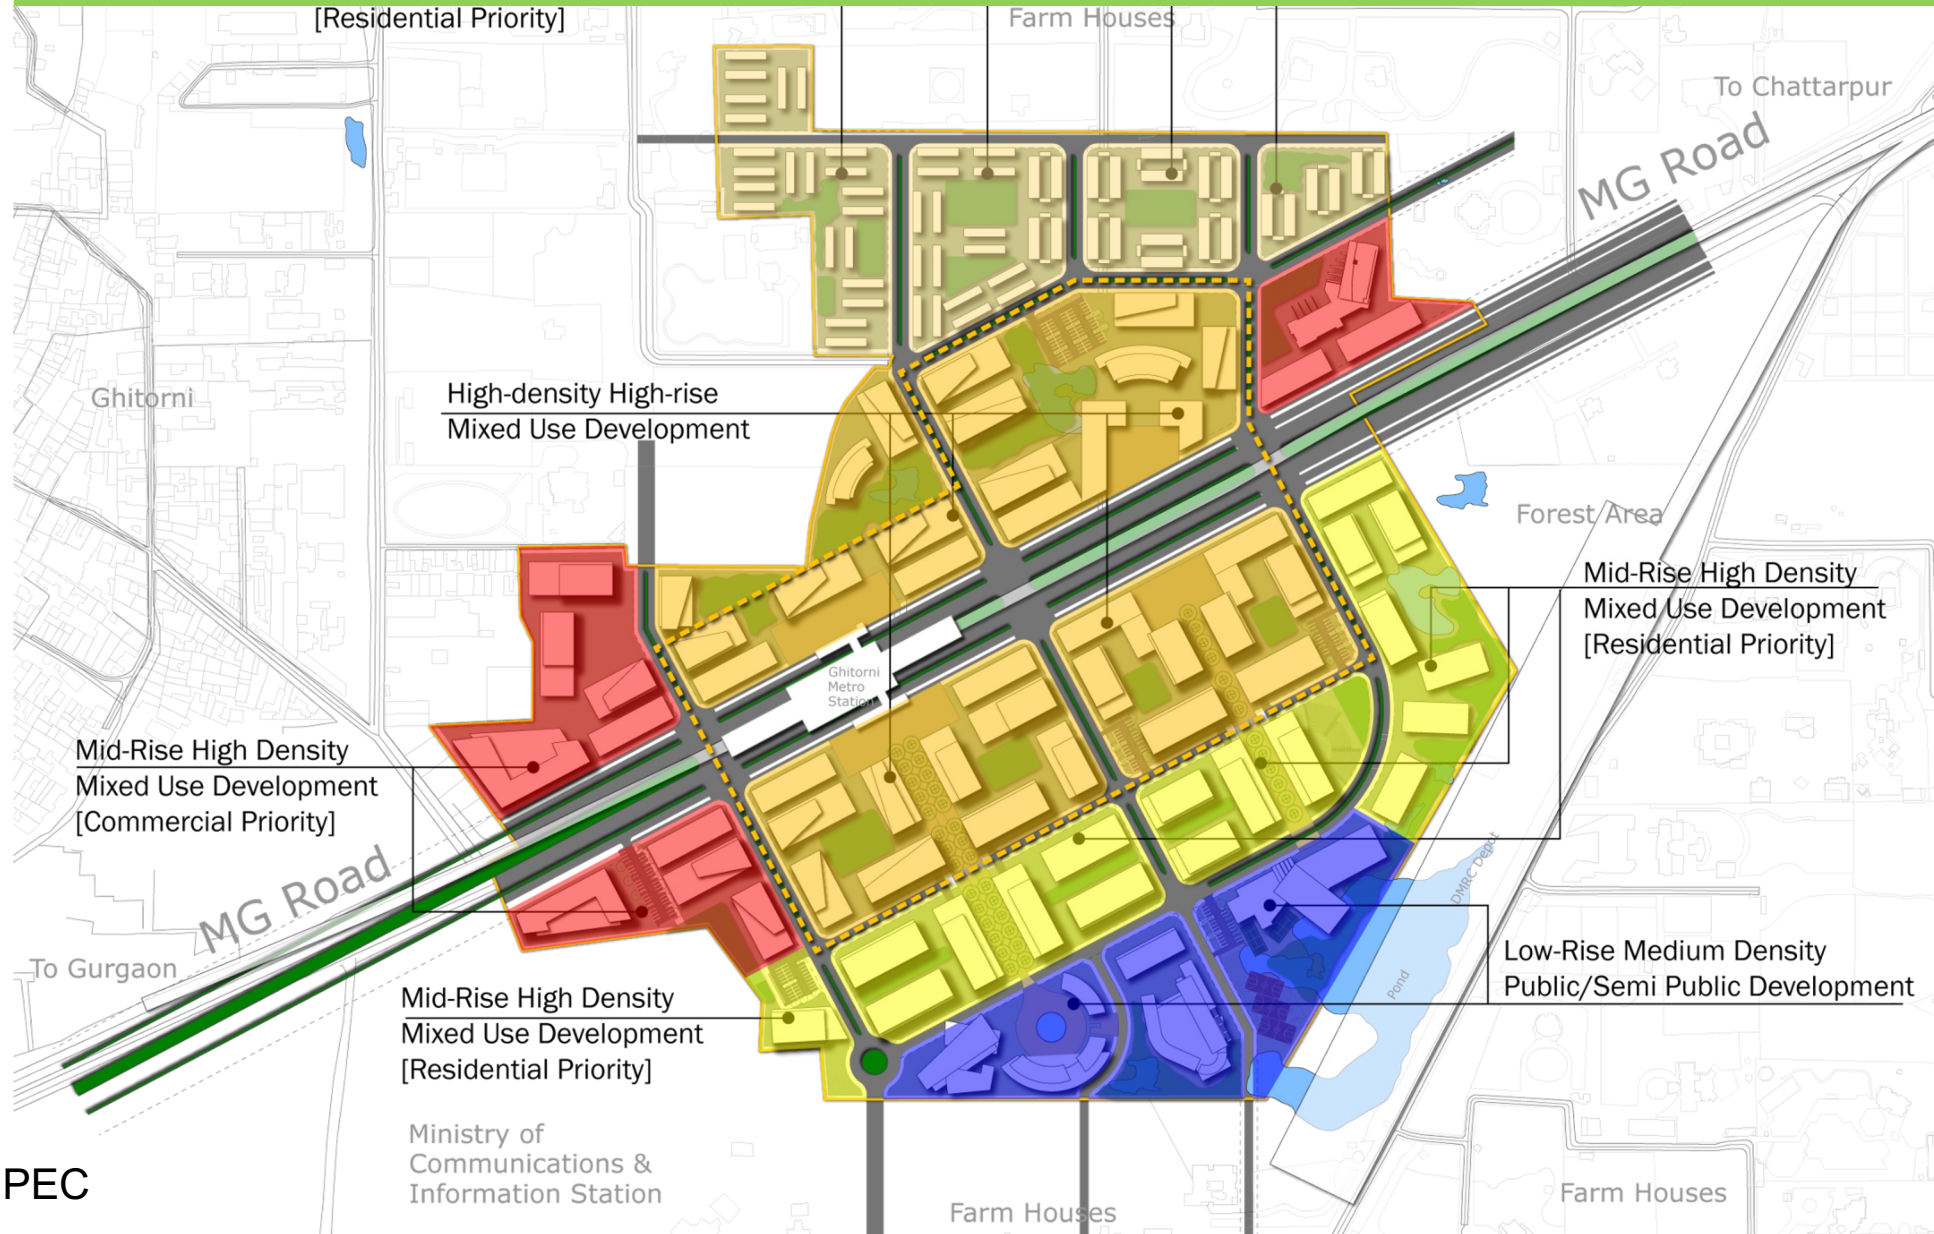 [Residential Priority]
Farm Houses
To Chattarpur
MG Road
Ghitorni
High-density High-rise
Mixed Use Development
Forest Area
Mid-Rise High Density
Mixed Use Development
[Residential Priority]
Ghitorni
Metro
Station
Mid-Rise High Density
Mixed Use Development
[Commercial Priority]
MG Road
To Gurgaon
DMRC Depot
Pond
Low-Rise Medium Density
Public/Semi Public Development
Mid-Rise High Density
Mixed Use Development
[Residential Priority]
Ministry of
Communications &
Information Station
PEC
Farm Houses
Farm Houses